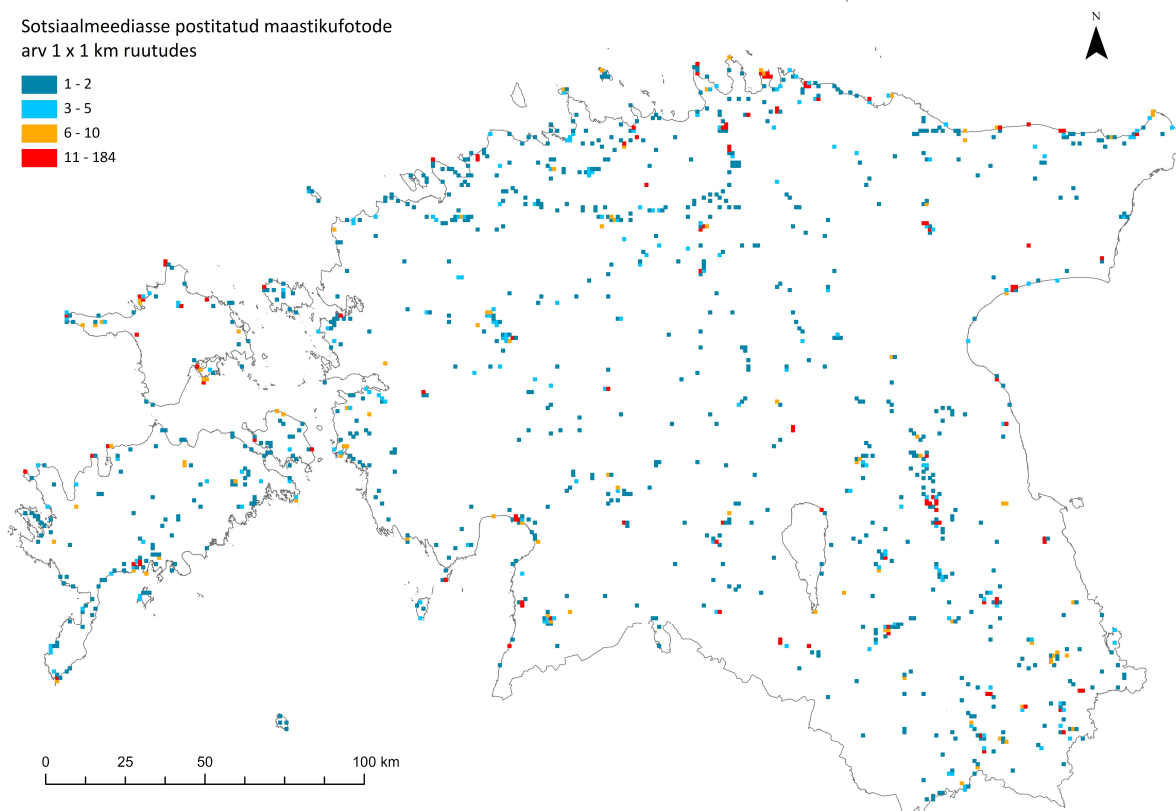 Sotsiaalmeediasse postitatud maastikufotode
arv 1 x 1 km ruutudes
1 - 2
3 - 5
6 - 10
11 - 184
N
0 25 50 100 km